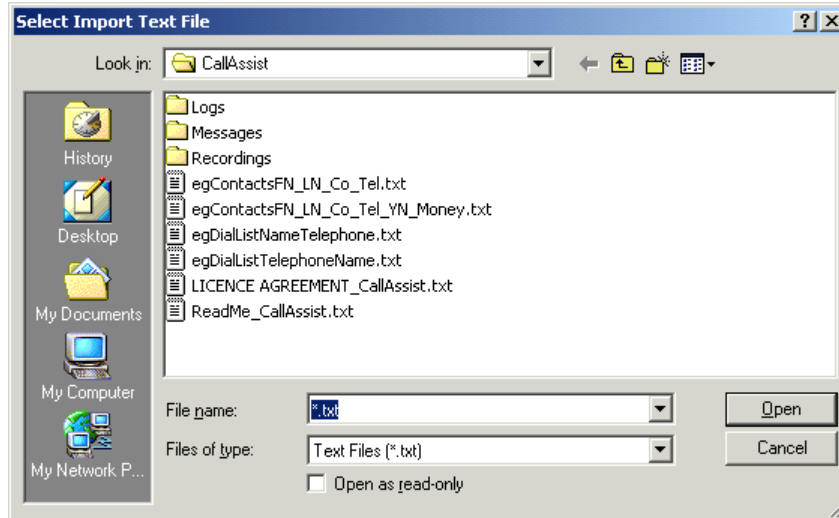 Select Import Text File
Look in: CallAssist
History
Desktop
My Documents
My Computer
My Network P...
Logs
Messages
Recordings
egContactsFN_LN_Co_Tel.txt
egContactsFN_LN_Co_Tel_YN_Money.txt
egDialListNameTelephone.txt
egDialListTelephoneName.txt
LICENCE AGREEMENT_CallAssist.txt
ReadMe_CallAssist.txt
File name: *.txt Open
Files of type: Text Files (*.txt) Cancel
Open as read-only